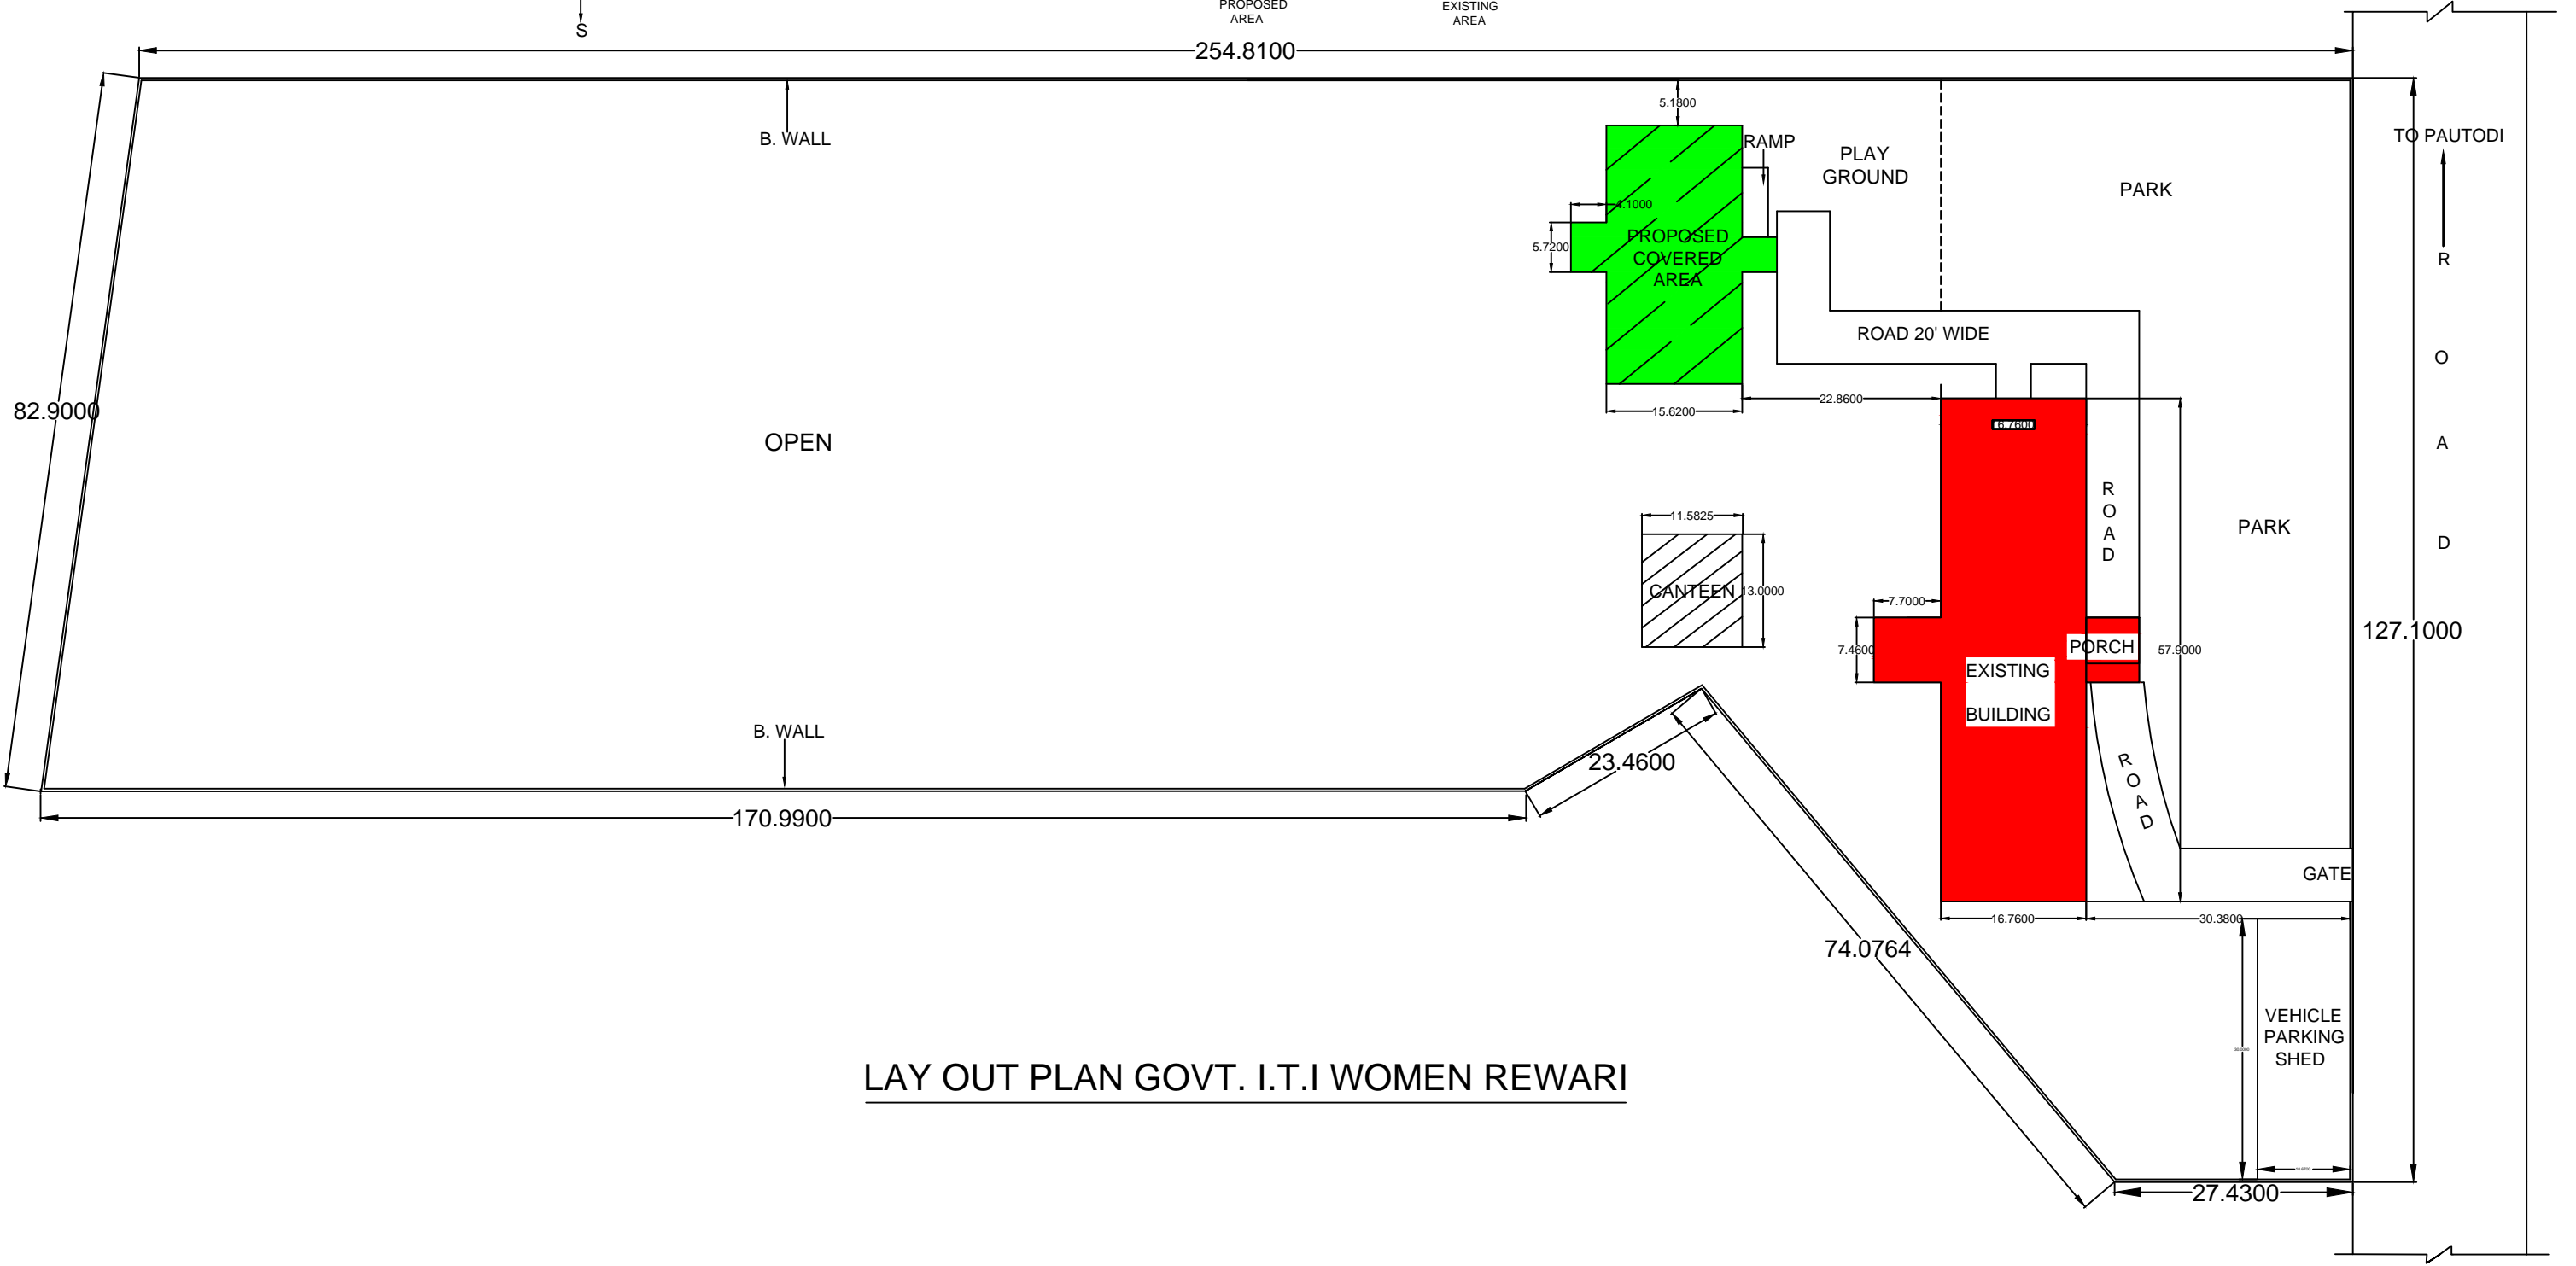 PROPOSED
AREA
EXISTING
AREA
S
254.8100
B. WALL
5.1800
RAMP
PLAY
GROUND
PARK
TO PAUTODI
4.1000
5.7200
PROPOSED
COVERED
AREA
R
O
A
D
ROAD 20' WIDE
82.9000
OPEN
15.6200
22.8600
16.7600
R
O
A
D
PARK
11.5825
CANTEEN
13.0000
7.7000
7.4600
PORCH
57.9000
127.1000
EXISTING
BUILDING
B. WALL
23.4600
170.9900
R
O
A
D
GATE
16.7600
30.3800
74.0764
VEHICLE
PARKING
SHED
LAY OUT PLAN GOVT. I.T.I WOMEN REWARI
27.4300